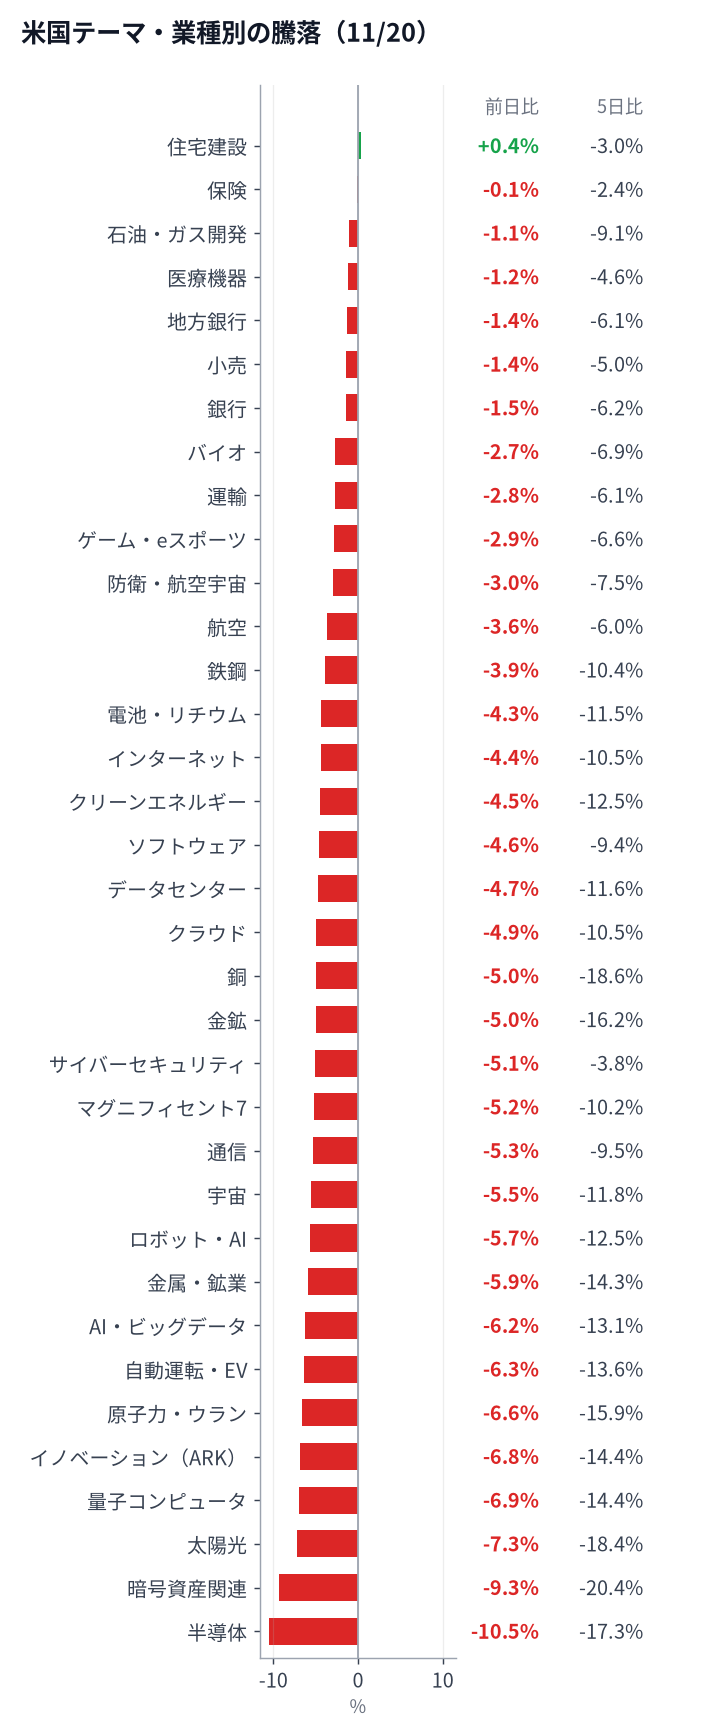 米国テーマ・業種別の騰落（11/20）
前日比 5日比
住宅建設 +0.4% -3.0%
保険 -0.1% -2.4%
石油・ガス開発 -1.1% -9.1%
医療機器 -1.2% -4.6%
地方銀行 -1.4% -6.1%
小売 -1.4% -5.0%
銀行 -1.5% -6.2%
バイオ -2.7% -6.9%
運輸 -2.8% -6.1%
ゲーム・eスポーツ -2.9% -6.6%
防衛・航空宇宙 -3.0% -7.5%
航空 -3.6% -6.0%
鉄鋼 -3.9% -10.4%
電池・リチウム -4.3% -11.5%
インターネット -4.4% -10.5%
クリーンエネルギー -4.5% -12.5%
ソフトウェア -4.6% -9.4%
データセンター -4.7% -11.6%
クラウド -4.9% -10.5%
銅 -5.0% -18.6%
金鉱 -5.0% -16.2%
サイバーセキュリティ -5.1% -3.8%
マグニフィセント7 -5.2% -10.2%
通信 -5.3% -9.5%
宇宙 -5.5% -11.8%
ロボット・AI -5.7% -12.5%
金属・鉱業 -5.9% -14.3%
AI・ビッグデータ -6.2% -13.1%
自動運転・EV -6.3% -13.6%
原子力・ウラン -6.6% -15.9%
イノベーション（ARK） -6.8% -14.4%
量子コンピュータ -6.9% -14.4%
太陽光 -7.3% -18.4%
暗号資産関連 -9.3% -20.4%
半導体 -10.5% -17.3%
-10 0 10
%